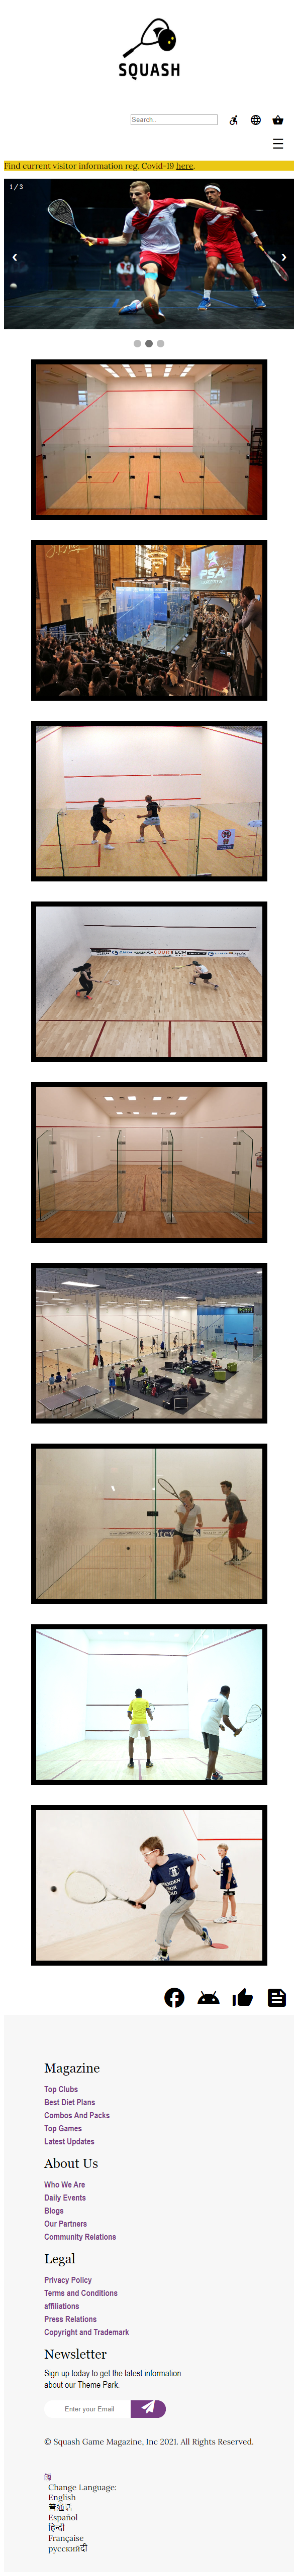 SQUASH
Search..
Find current visitor information reg. Covid-19 here.
1 / 3
PSA
Magazine
Top Clubs
Best Diet Plans
Combos And Packs
Top Games
Latest Updates
About Us
Who We Are
Daily Events
Blogs
Our Partners
Community Relations
Legal
Privacy Policy
Terms and Conditions
affiliations
Press Relations
Copyright and Trademark
Newsletter
Sign up today to get the latest information
about our Theme Park.
Enter your Email
© Squash Game Magazine, Inc 2021. All Rights Reserved.
Change Language:
English
普通话
Español
हिन्दी
Française
русскийदी